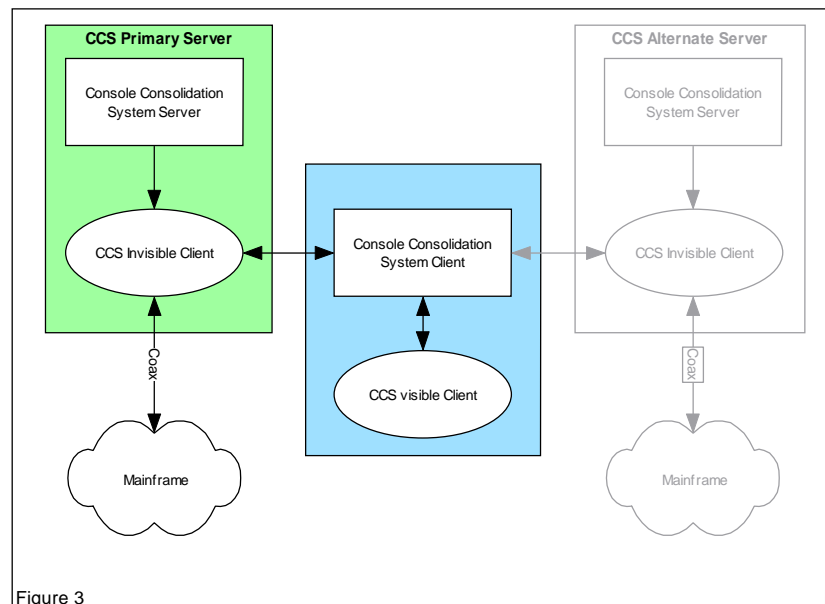 CCS Primary Server
Console Consolidation
System Server
CCS Invisible Client
Coax
Mainframe
Console Consolidation
System Client
CCS visible Client
CCS Alternate Server
Console Consolidation
System Server
CCS Invisible Client
Coax
Mainframe
Figure 3